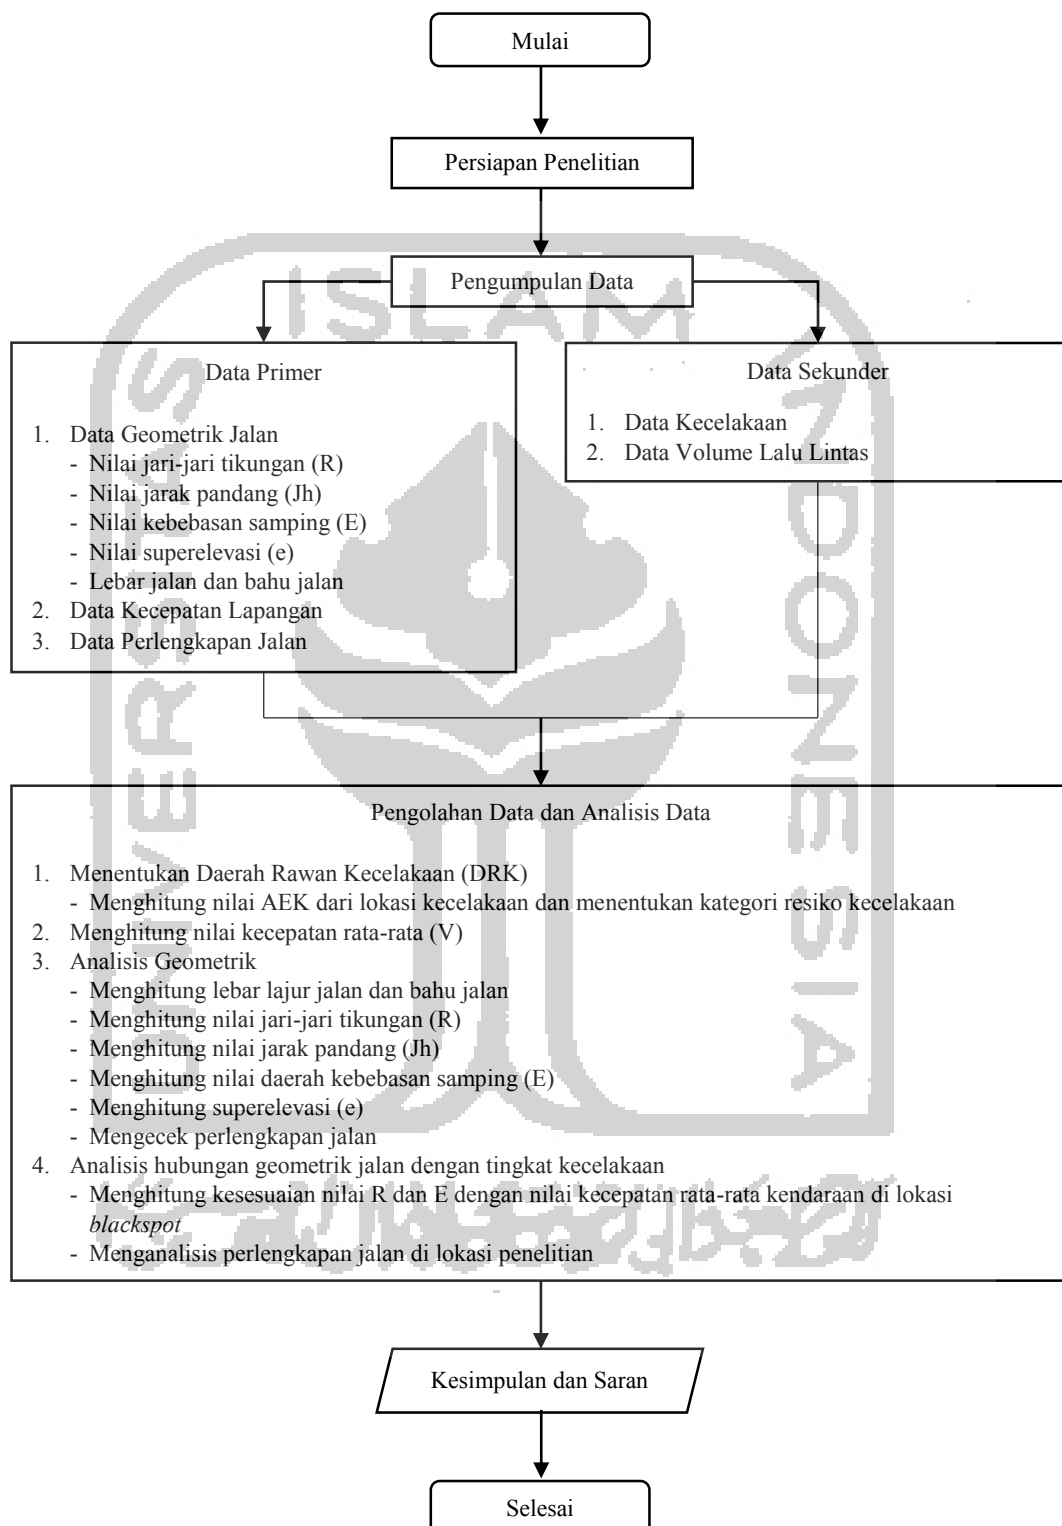 Mulai
Persiapan Penelitian
Pengumpulan Data
Data Primer
1. Data Geometrik Jalan
- Nilai jari-jari tikungan (R)
- Nilai jarak pandang (Jh)
- Nilai kebebasan samping (E)
- Nilai superelevasi (e)
- Lebar jalan dan bahu jalan
2. Data Kecepatan Lapangan
3. Data Perlengkapan Jalan
Data Sekunder
1. Data Kecelakaan
2. Data Volume Lalu Lintas
Pengolahan Data dan Analisis Data
1. Menentukan Daerah Rawan Kecelakaan (DRK)
- Menghitung nilai AEK dari lokasi kecelakaan dan menentukan kategori resiko kecelakaan
2. Menghitung nilai kecepatan rata-rata (V)
3. Analisis Geometrik
- Menghitung lebar lajur jalan dan bahu jalan
- Menghitung nilai jari-jari tikungan (R)
- Menghitung nilai jarak pandang (Jh)
- Menghitung nilai daerah kebebasan samping (E)
- Menghitung superelevasi (e)
- Mengecek perlengkapan jalan
4. Analisis hubungan geometrik jalan dengan tingkat kecelakaan
- Menghitung kesesuaian nilai R dan E dengan nilai kecepatan rata-rata kendaraan di lokasi
blackspot
- Menganalisis perlengkapan jalan di lokasi penelitian
Kesimpulan dan Saran
Selesai
UNIVERSITAS
ISLAM
INDONESIA